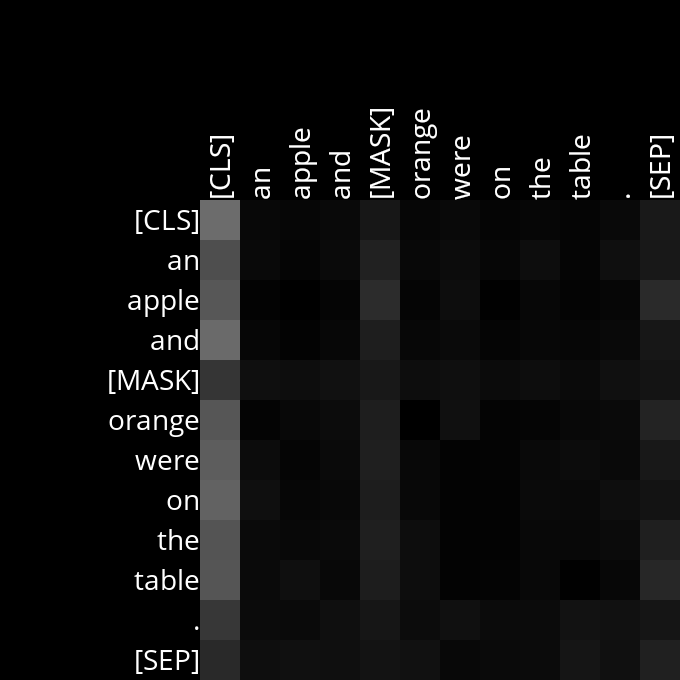 [CLS] an apple and [MASK] orange were on the table . [SEP]
[CLS]
an
apple
and
[MASK]
orange
were
on
the
table
.
[SEP]